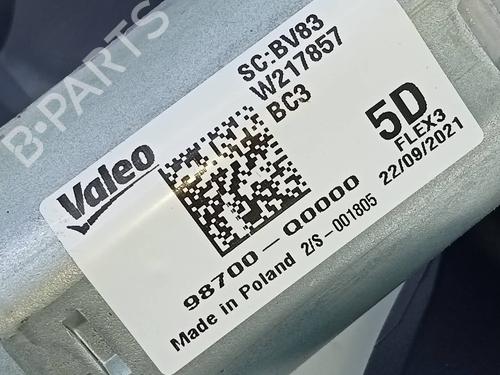 SC:BV83
W217857
BC3
Valeo
5D
FLEX3
22/09/2021
98700-Q0000
Made in Poland 2/S-001805
B-PARTS